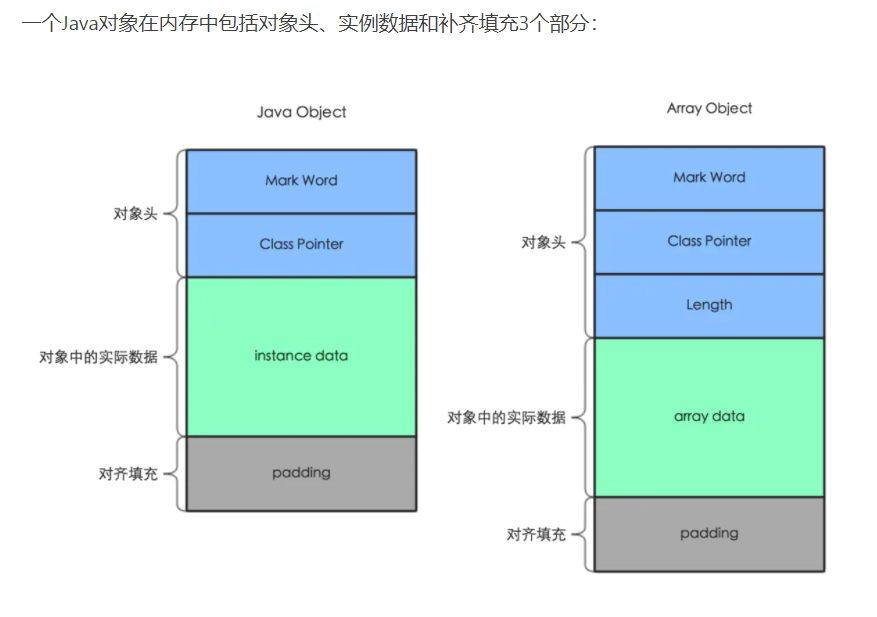 一个Java对象在内存中包括对象头、实例数据和补齐填充3个部分：
Java Object
Mark Word
对象头
Class Pointer
对象中的实际数据
instance data
对齐填充
padding
Array Object
Mark Word
对象头
Class Pointer
Length
对象中的实际数据
array data
对齐填充
padding